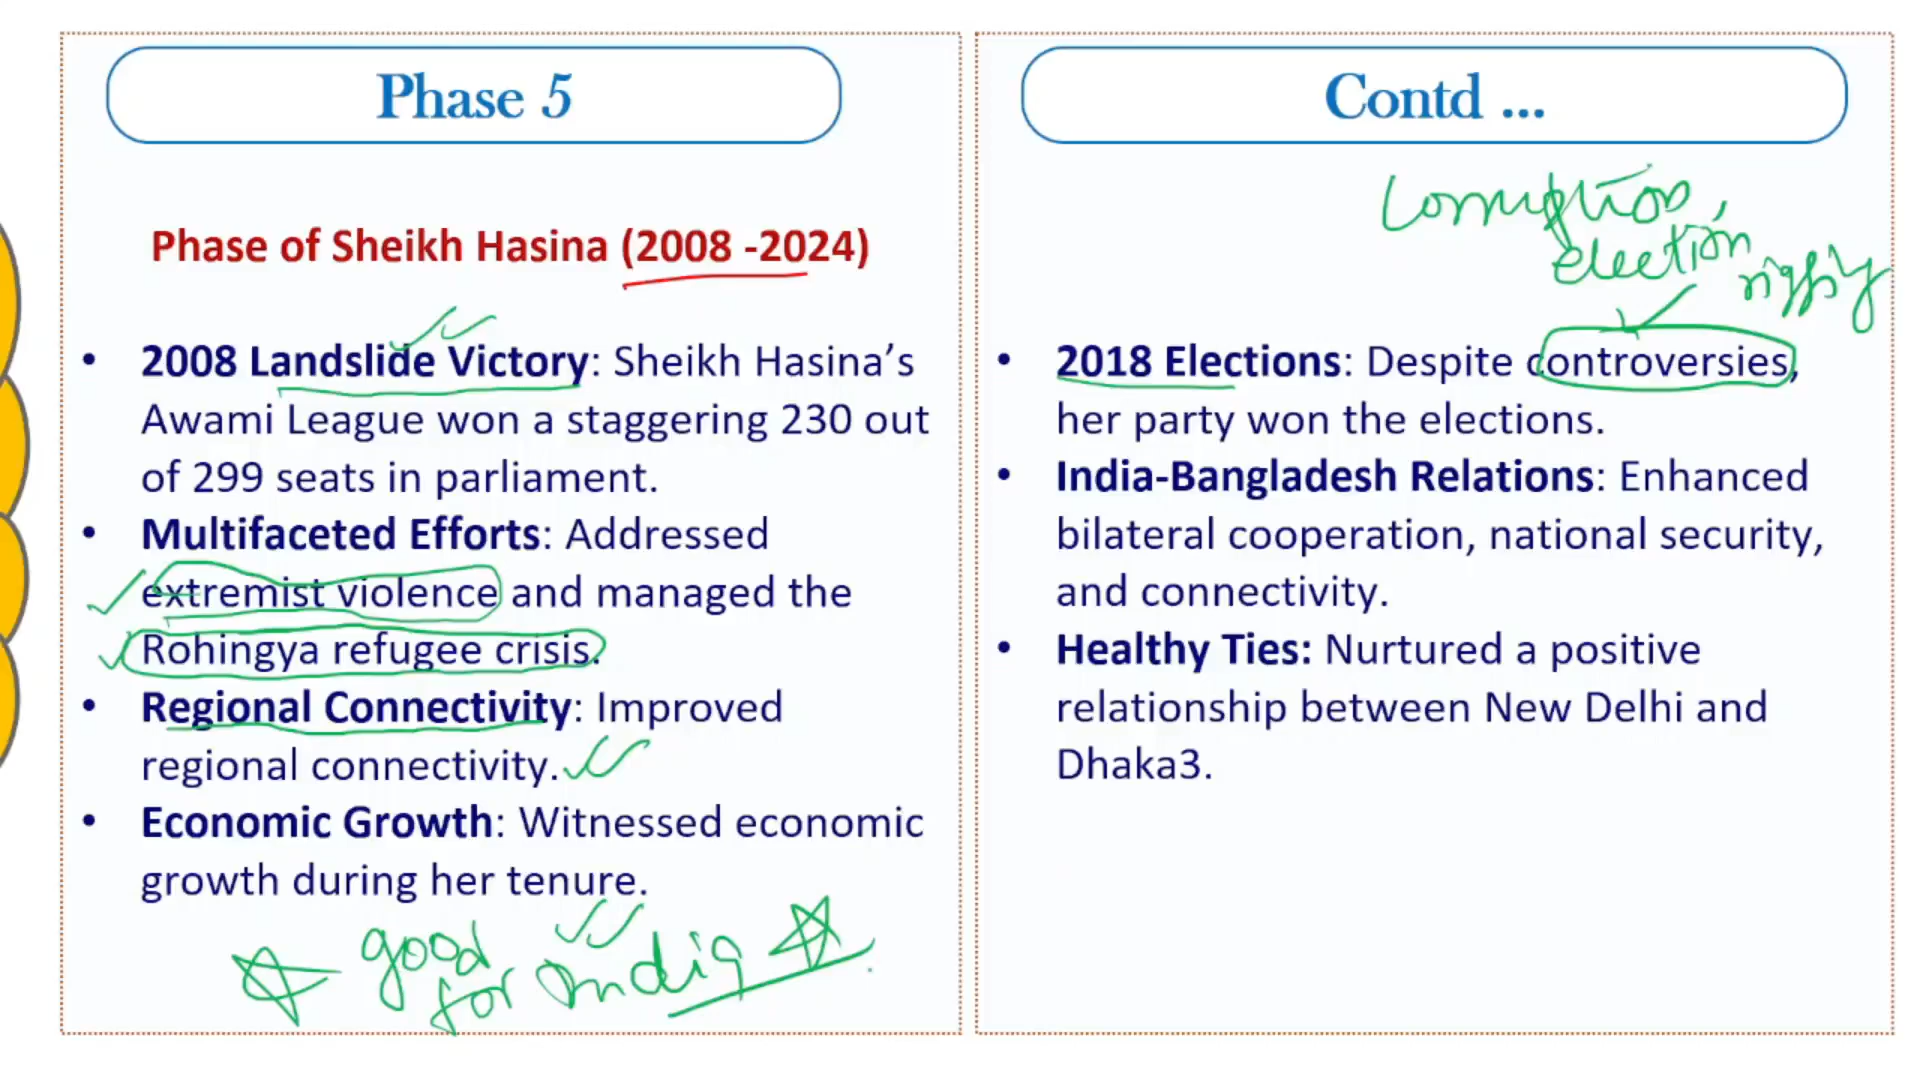 Phase 5
Phase of Sheikh Hasina (2008 -2024)
• 2008 Landslide Victory: Sheikh Hasina’s
Awami League won a staggering 230 out
of 299 seats in parliament.
• Multifaceted Efforts: Addressed
extremist violence and managed the
Rohingya refugee crisis.
• Regional Connectivity: Improved
regional connectivity.
• Economic Growth: Witnessed economic
growth during her tenure.
good
for India
Contd ...
Corruption,
election
rigging
• 2018 Elections: Despite controversies,
her party won the elections.
• India-Bangladesh Relations: Enhanced
bilateral cooperation, national security,
and connectivity.
• Healthy Ties: Nurtured a positive
relationship between New Delhi and
Dhaka3.